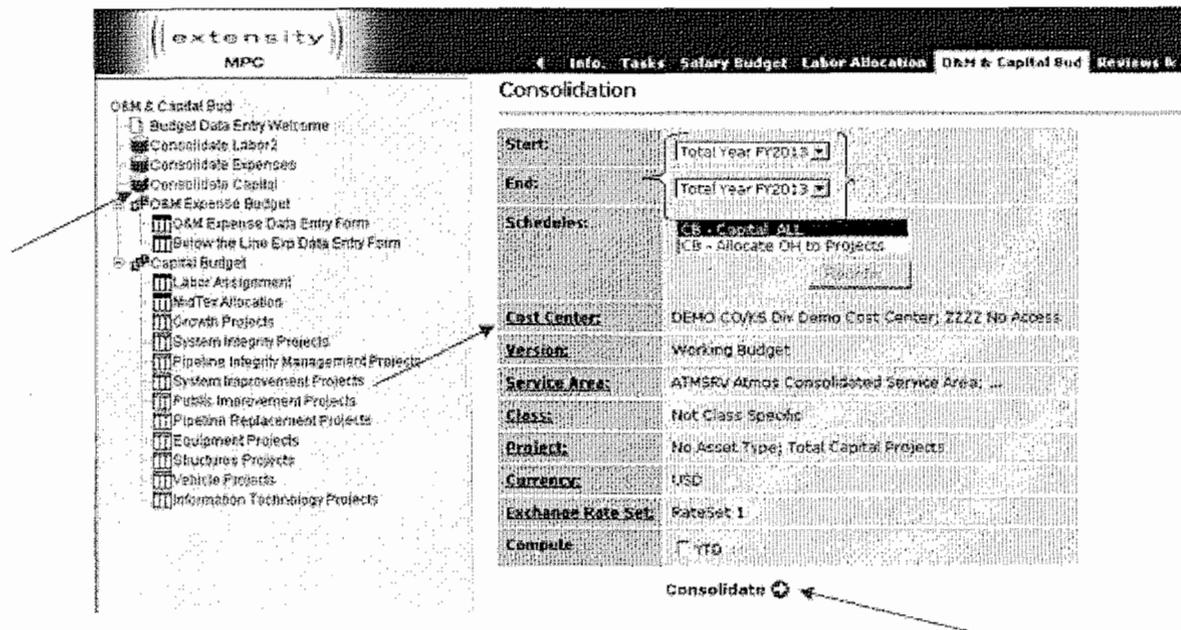 ((extensity))
MPC
Info. Tasks Salary Budget Labor Allocation O&M & Capital Bud Reviews &
O&M & Capital Bud
Budget Data Entry Welcome
Consolidate Labor2
Consolidate Expenses
Consolidate Capital
O&M Expense Budget
O&M Expense Data Entry Form
Below the Line Exp Data Entry Form
Capital Budget
Labor Assignment
MidTex Allocation
Growth Projects
System Integrity Projects
Pipeline Integrity Management Projects
System Improvement Projects
Public Improvement Projects
Pipeline Replacement Projects
Equipment Projects
Structures Projects
Vehicle Projects
Information Technology Projects
Consolidation
Start: Total Year FY2013
End: Total Year FY2013
Schedules: CB - Capital ALL
CB - Allocate OH to Projects
Cost Center: DEMO CO/KS Div Demo Cost Center; ZZZZ No Access
Version: Working Budget
Service Area: ATMSRV Atmos Consolidated Service Area; ...
Class: Not Class Specific
Project: No Asset Type; Total Capital Projects
Currency: USD
Exchange Rate Set: RateSet 1
Compute YTD
Consolidate